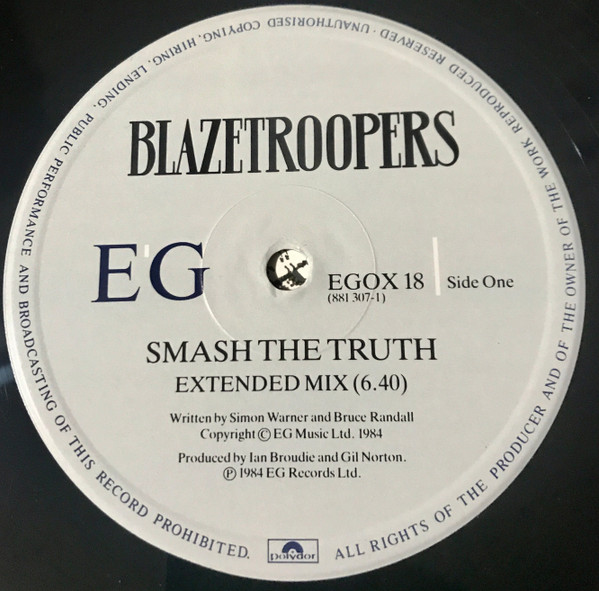 BLAZETROOPERS
E'G
EGOX 18
(881 307-1)
Side One
SMASH THE TRUTH
EXTENDED MIX (6.40)
Written by Simon Warner and Bruce Randall
Copyright © EG Music Ltd. 1984
Produced by Ian Broudie and Gil Norton.
℗ 1984 EG Records Ltd.
polydor
ALL RIGHTS OF THE PRODUCER AND OF THE OWNER OF THE WORK REPRODUCED RESERVED · UNAUTHORISED COPYING, HIRING, LENDING, PUBLIC PERFORMANCE AND BROADCASTING OF THIS RECORD PROHIBITED.